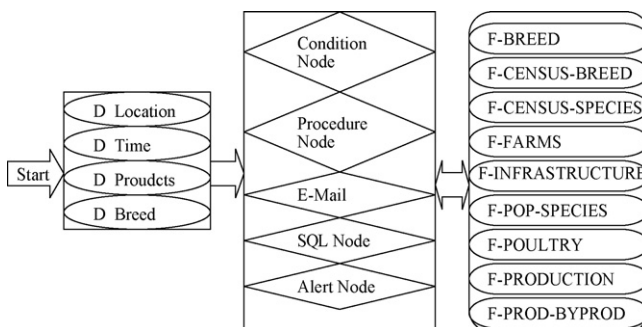 Start
D Location
D Time
D Proudcts
D Breed
Condition
Node
Procedure
Node
E-Mail
SQL Node
Alert Node
F-BREED
F-CENSUS-BREED
F-CENSUS-SPECIES
F-FARMS
F-INFRASTRUCTURE
F-POP-SPECIES
F-POULTRY
F-PRODUCTION
F-PROD-BYPROD